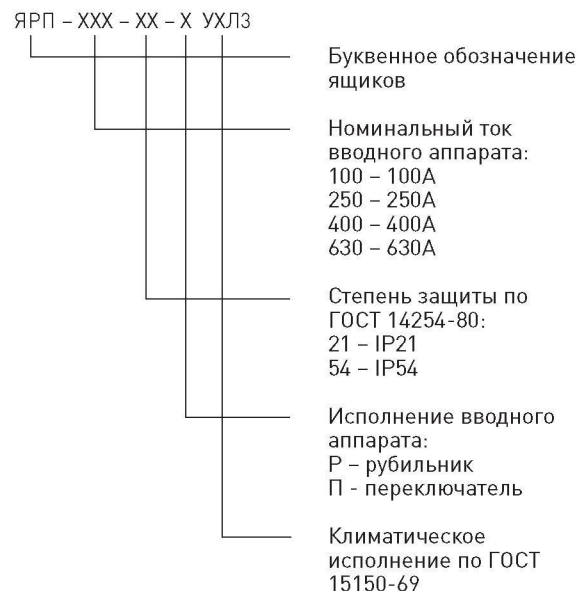 ЯРП – ХХХ – ХХ – Х УХЛ3
Буквенное обозначение
ящиков
Номинальный ток
вводного аппарата:
100 – 100А
250 – 250А
400 – 400А
630 – 630А
Степень защиты по
ГОСТ 14254-80:
21 – IP21
54 – IP54
Исполнение вводного
аппарата:
Р – рубильник
П - переключатель
Климатическое
исполнение по ГОСТ
15150-69